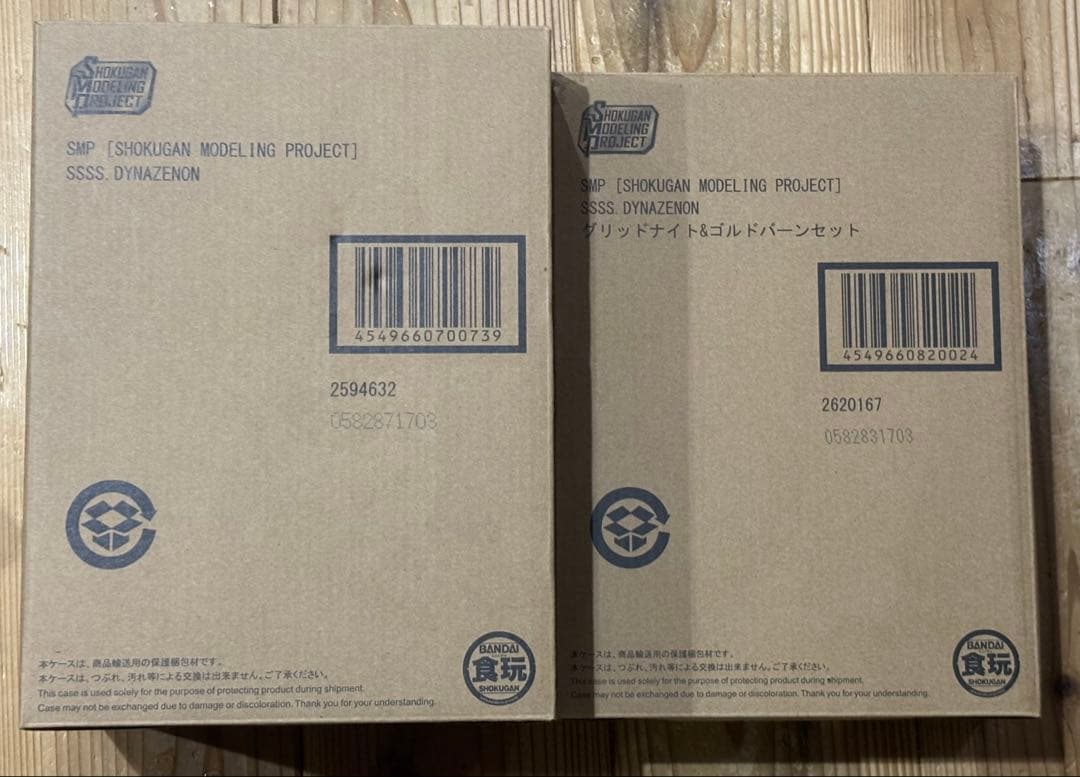 SHOKUGAN
MODELING
PROJECT
SMP [SHOKUGAN MODELING PROJECT]
SSSS. DYNAZENON
4549660700739
2594632
0582871703
本ケースは、商品輸送用の保護梱包材です。
本ケースは、つぶれ、汚れ等による交換は出来ません。ご了承ください。
This case is used solely for the purpose of protecting product during shipment.
Case may not be exchanged due to damage or discoloration. Thank you for your understanding.
BANDAI
食玩
SHOKUGAN
SHOKUGAN
MODELING
PROJECT
SMP [SHOKUGAN MODELING PROJECT]
SSSS. DYNAZENON
グリッドナイト&ゴルドバーンセット
4549660820024
2620167
0582831703
本ケースは、商品輸送用の保護梱包材です。
本ケースは、つぶれ、汚れ等による交換は出来ません。ご了承ください。
This case is used solely for the purpose of protecting product during shipment.
Case may not be exchanged due to damage or discoloration. Thank you for your understanding.
BANDAI
食玩
SHOKUGAN